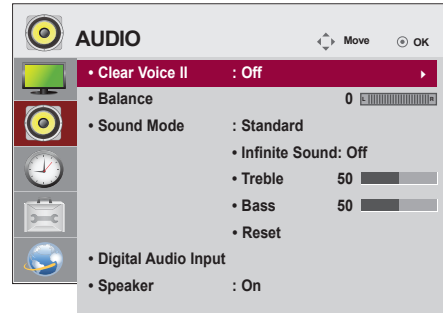 AUDIO Move OK
• Clear Voice II : Off
• Balance 0 L R
• Sound Mode : Standard
• Infinite Sound: Off
• Treble 50
• Bass 50
• Reset
• Digital Audio Input
• Speaker : On